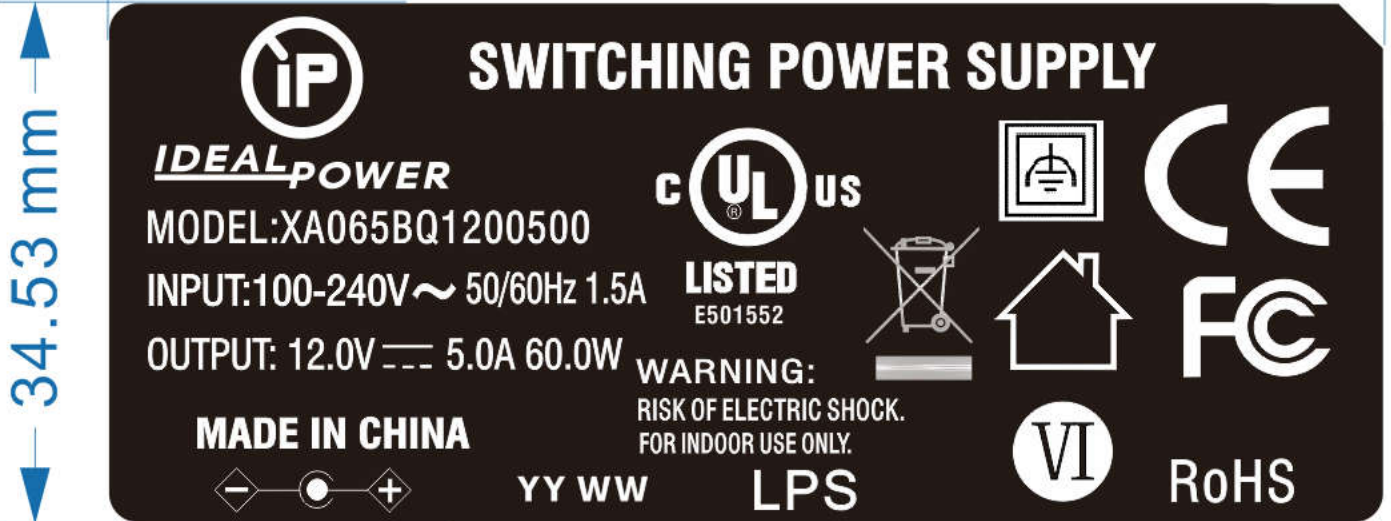 34.53 mm
iP
IDEAL POWER
SWITCHING POWER SUPPLY
MODEL:XA065BQ1200500
INPUT:100-240V～ 50/60Hz 1.5A
OUTPUT: 12.0V⎓ 5.0A 60.0W
MADE IN CHINA
YY WW
C UL® US
LISTED
E501552
WARNING:
RISK OF ELECTRIC SHOCK.
FOR INDOOR USE ONLY.
LPS
CE
FC
VI
RoHS